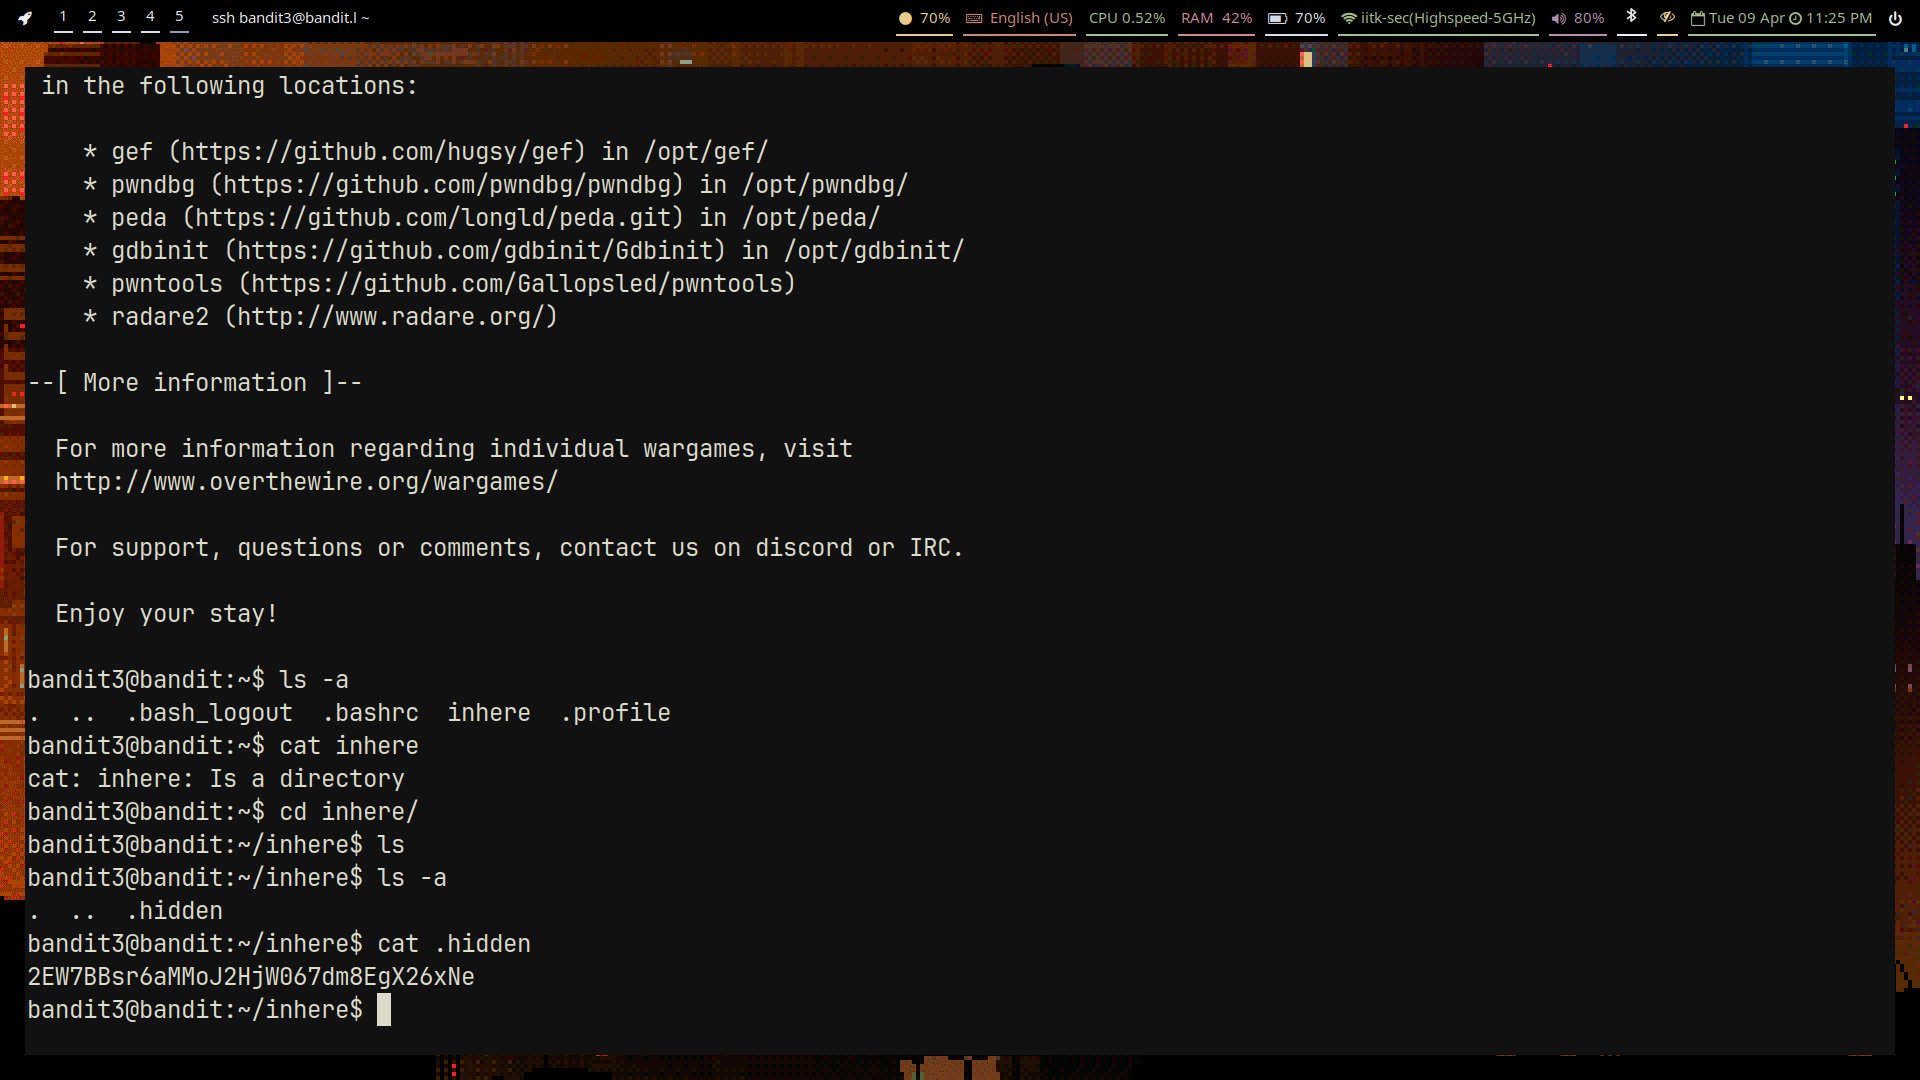 1 2 3 4 5 ssh bandit3@bandit.l ~ 70% English (US) CPU 0.52% RAM 42% 70% iitk-sec(Highspeed-5GHz) 80% Tue 09 Apr 11:25 PM
in the following locations:
* gef (https://github.com/hugsy/gef) in /opt/gef/
* pwndbg (https://github.com/pwndbg/pwndbg) in /opt/pwndbg/
* peda (https://github.com/longld/peda.git) in /opt/peda/
* gdbinit (https://github.com/gdbinit/Gdbinit) in /opt/gdbinit/
* pwntools (https://github.com/Gallopsled/pwntools)
* radare2 (http://www.radare.org/)
--[ More information ]--
For more information regarding individual wargames, visit
http://www.overthewire.org/wargames/
For support, questions or comments, contact us on discord or IRC.
Enjoy your stay!
bandit3@bandit:~$ ls -a
. .. .bash_logout .bashrc inhere .profile
bandit3@bandit:~$ cat inhere
cat: inhere: Is a directory
bandit3@bandit:~$ cd inhere/
bandit3@bandit:~/inhere$ ls
bandit3@bandit:~/inhere$ ls -a
. .. .hidden
bandit3@bandit:~/inhere$ cat .hidden
2EW7BBsr6aMMoJ2HjW067dm8EgX26xNe
bandit3@bandit:~/inhere$